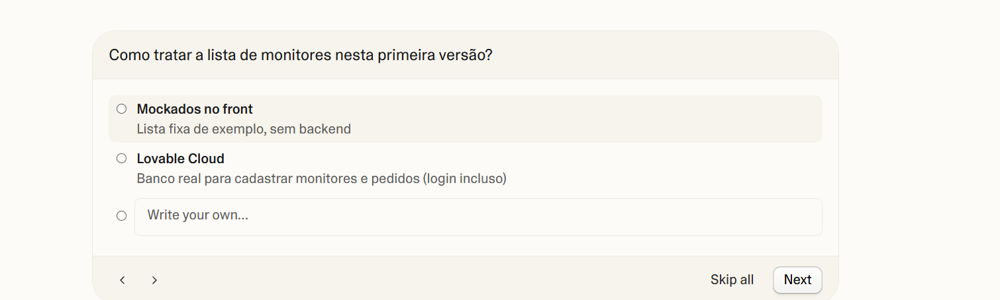 Como tratar a lista de monitores nesta primeira versão?
Mockados no front
Lista fixa de exemplo, sem backend
Lovable Cloud
Banco real para cadastrar monitores e pedidos (login incluso)
Write your own...
Skip all
Next